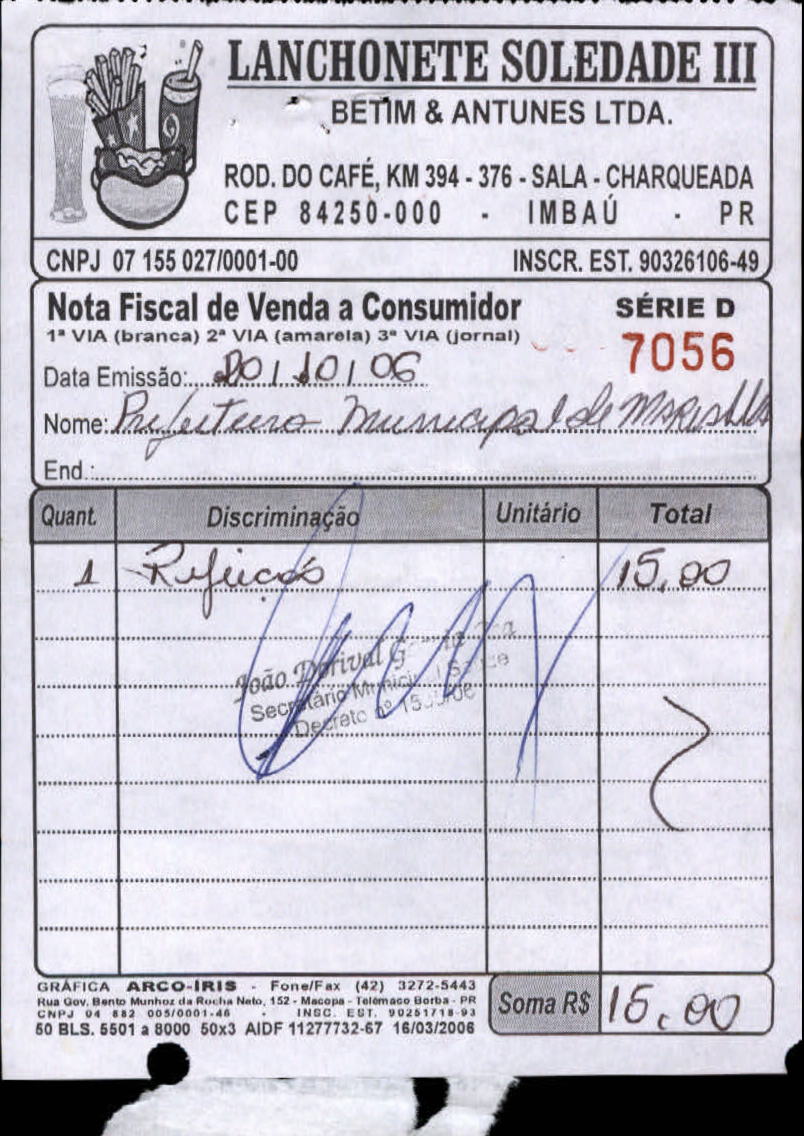 LANCHONETE SOLEDADE III
BETIM & ANTUNES LTDA.
ROD. DO CAFÉ, KM 394 - 376 - SALA - CHARQUEADA
CEP 84250-000 - IMBAÚ - PR
CNPJ 07 155 027/0001-00 INSCR. EST. 90326106-49
Nota Fiscal de Venda a Consumidor SÉRIE D
1ª VIA (branca) 2ª VIA (amarela) 3ª VIA (jornal) 7056
Data Emissão: 20/10/06
Nome: Prefeitura Municipal de
End :
Quant. Discriminação Unitário Total
1 Refeição 15,00
João Dorival
Secretário Municipal Saúde
Decreto nº
GRÁFICA ARCO-ÍRIS - Fone/Fax (42) 3272-5443
Rua Gov. Bento Munhoz da Rocha Neto, 152 - Macopa - Telêmaco Borba - PR
CNPJ 04 882 005/0001-46 - INSC. EST. 90251718-93
50 BLS. 5501 a 8000 50x3 AIDF 11277732-67 16/03/2006
Soma R$ 15,00